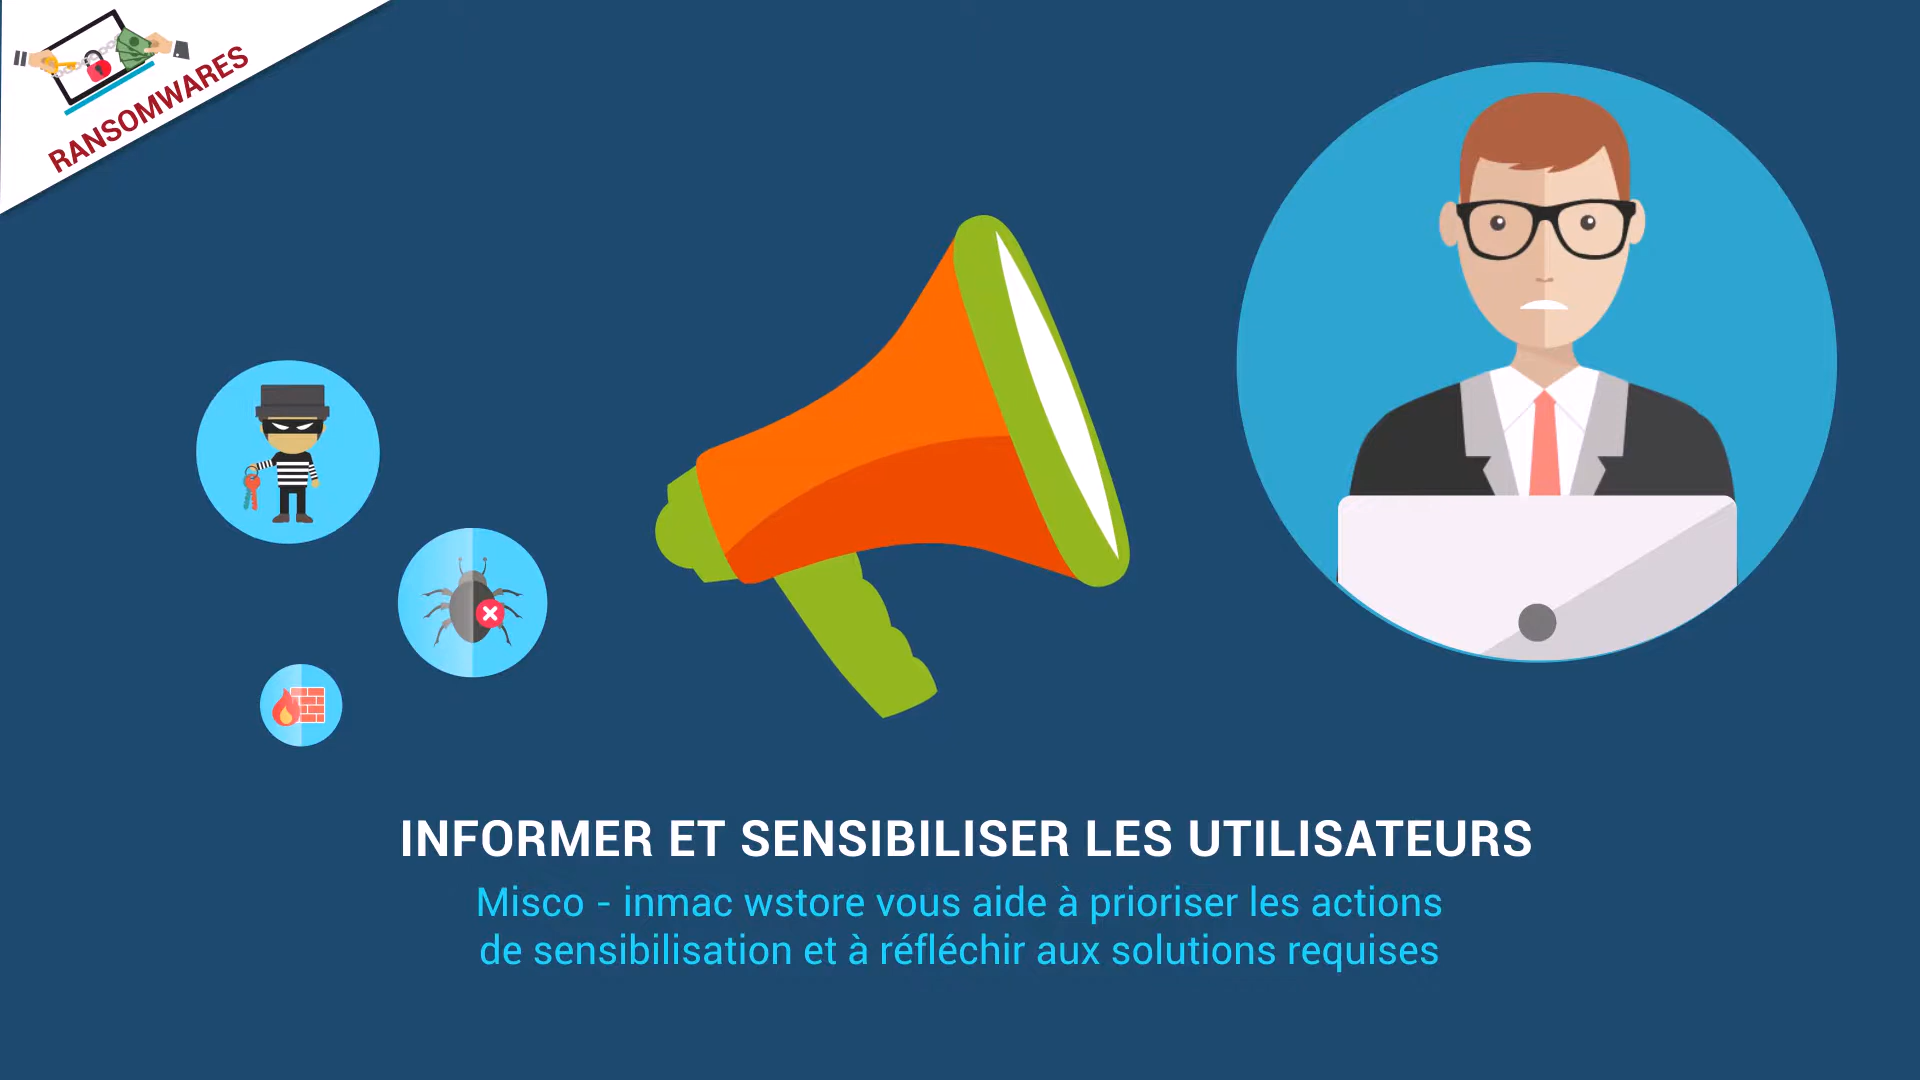 RANSOMWARES
INFORMER ET SENSIBILISER LES UTILISATEURS
Misco - inmac wstore vous aide à prioriser les actions
de sensibilisation et à réfléchir aux solutions requises